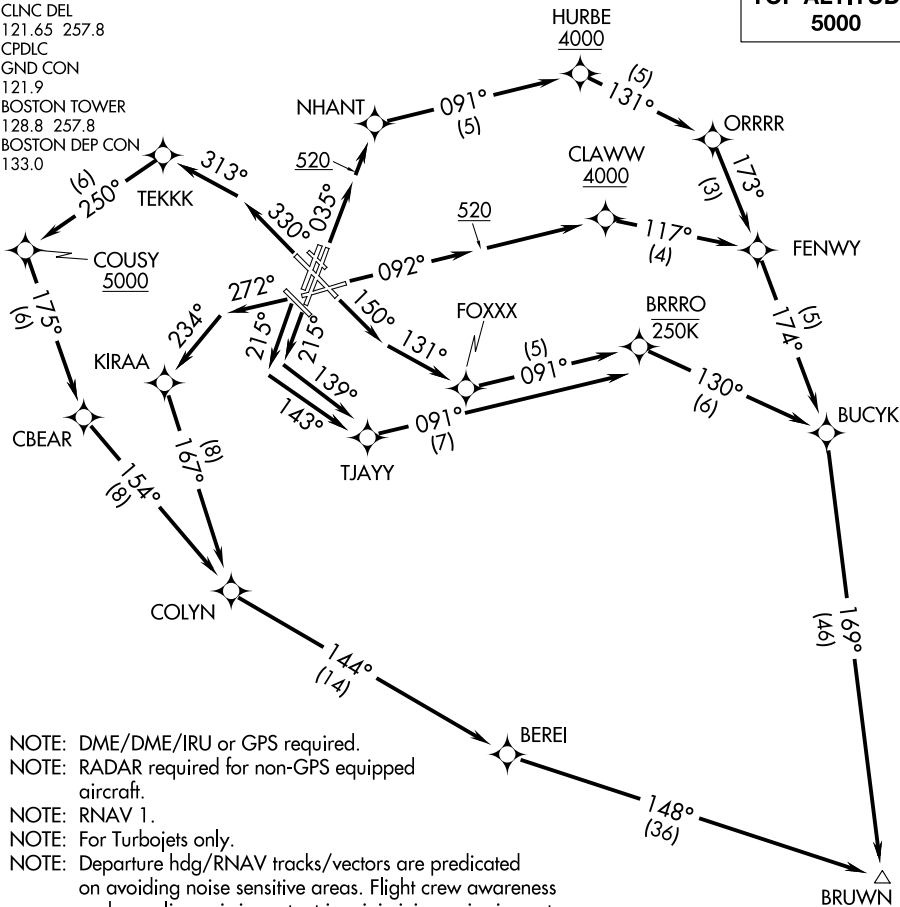 CLNC DEL
121.65 257.8
CPDLC
GND CON
121.9
BOSTON TOWER
128.8 257.8
BOSTON DEP CON
133.0
5000
HURBE
4000
NHANT
091°
(5)
(5)
131°
ORRRR
520
035°
TEKKK
313°
330°
(6)
250°
CLAWW
4000
173°
(3)
520
092°
117°
(4)
FENWY
COUSY
5000
175°
(6)
272°
234°
215°
215°
150°
131°
FOXXX
BRRRO
250K
(5)
174°
KIRAA
(5)
091°
139°
143°
130°
(6)
CBEAR
091°
(7)
BUCYK
TJAYY
(8)
167°
154°
(8)
COLYN
169°
(46)
144°
(14)
BEREI
148°
(36)
BRUWN
NOTE: DME/DME/IRU or GPS required.
NOTE: RADAR required for non-GPS equipped
aircraft.
NOTE: RNAV 1.
NOTE: For Turbojets only.
NOTE: Departure hdg/RNAV tracks/vectors are predicated
on avoiding noise sensitive areas. Flight crew awareness